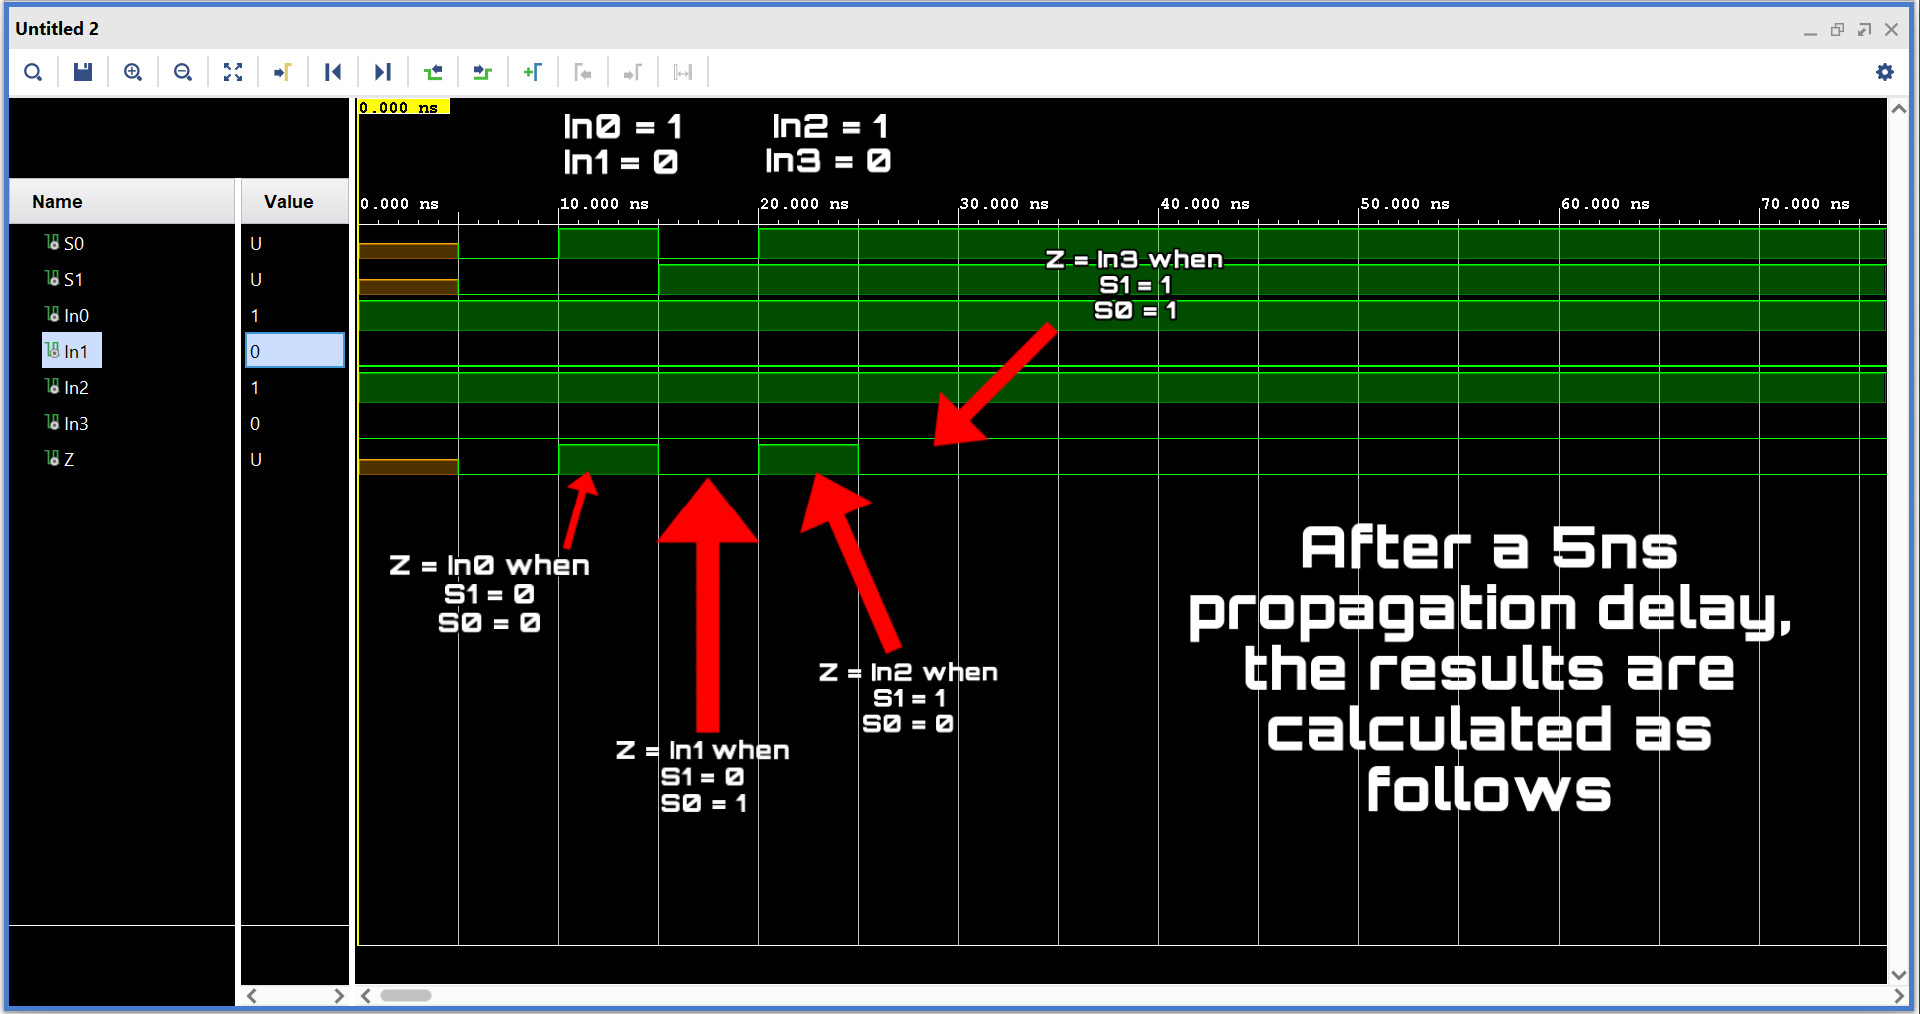 Untitled 2
0.000 ns
In0 = 1
In1 = 0
In2 = 1
In3 = 0
Name
Value
0.000 ns
10.000 ns
20.000 ns
30.000 ns
40.000 ns
50.000 ns
60.000 ns
70.000 ns
S0
U
S1
U
In0
1
In1
0
In2
1
In3
0
Z
U
Z = In3 when
S1 = 1
S0 = 1
Z = In0 when
S1 = 0
S0 = 0
Z = In1 when
S1 = 0
S0 = 1
Z = In2 when
S1 = 1
S0 = 0
After a 5ns
propagation delay,
the results are
calculated as
follows